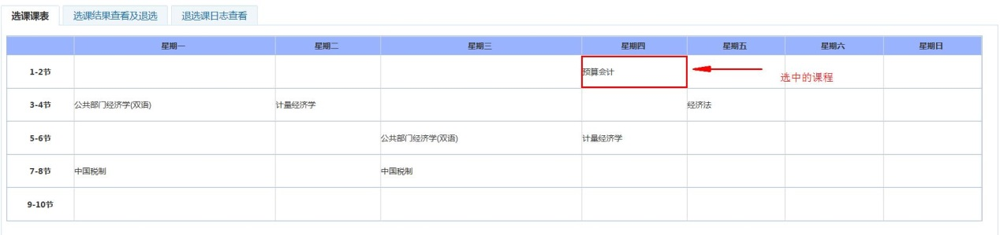 选课课表 选课结果查看及退选 退选课日志查看
星期一 星期二 星期三 星期四 星期五 星期六 星期日
1-2节 预算会计 选中的课程
3-4节 公共部门经济学(双语) 计量经济学 经济法
5-6节 公共部门经济学(双语) 计量经济学
7-8节 中国税制 中国税制
9-10节